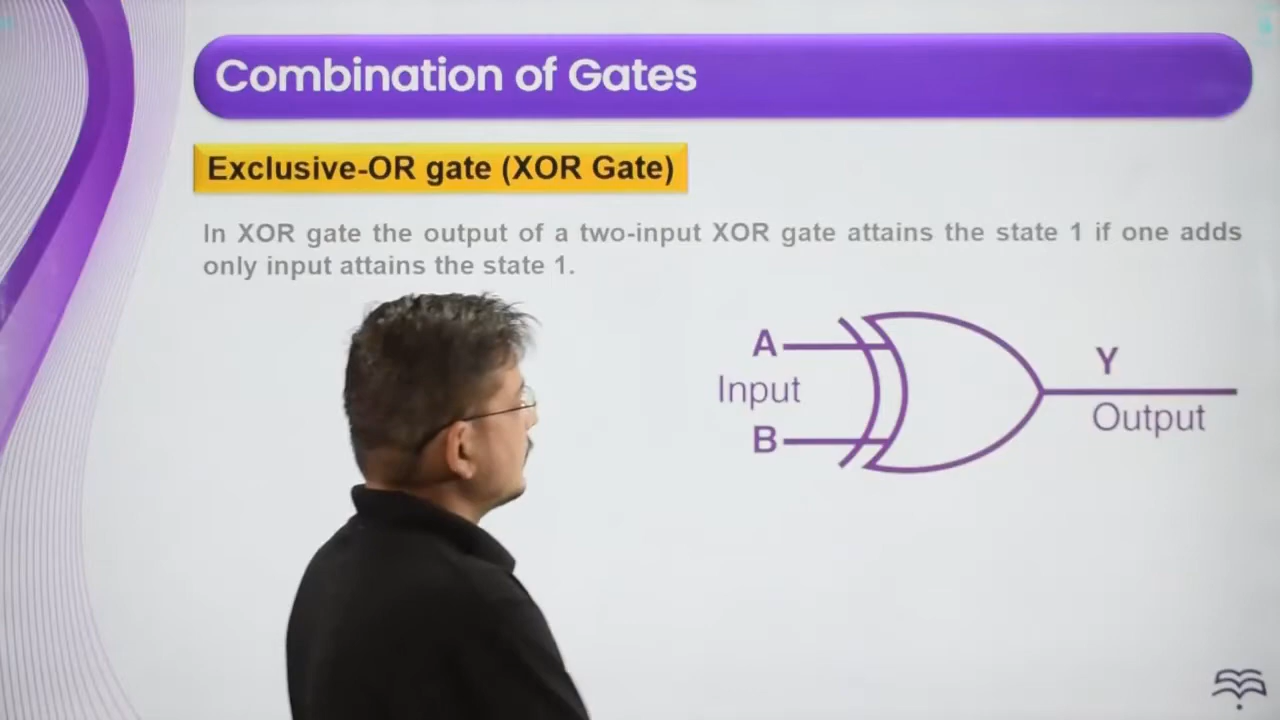 Combination of Gates
Exclusive-OR gate (XOR Gate)
In XOR gate the output of a two-input XOR gate attains the state 1 if one adds
only input attains the state 1.
A
Input
B
Y
Output